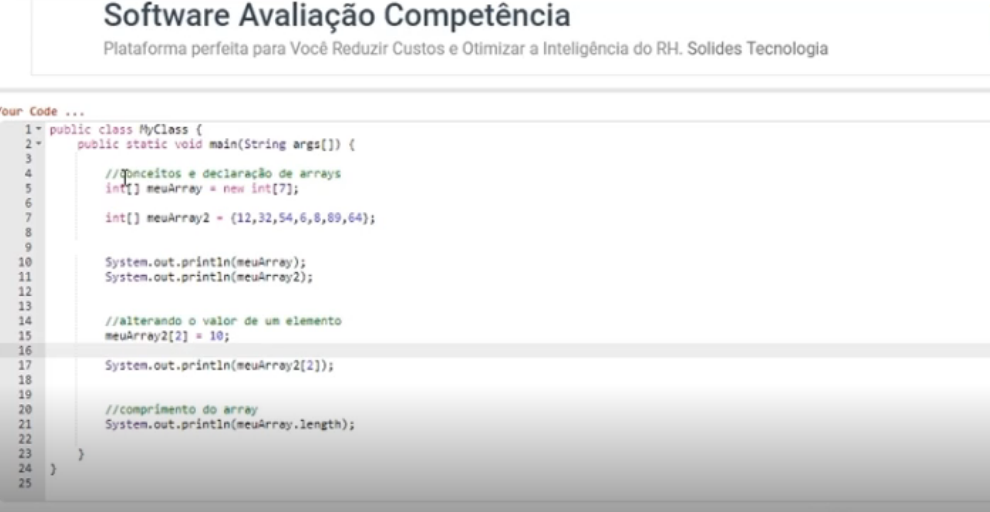 Software Avaliação Competência
Plataforma perfeita para Você Reduzir Custos e Otimizar a Inteligência do RH. Solides Tecnologia
Your Code ...
1 public class MyClass {
2 public static void main(String args[]) {
3
4 //conceitos e declaração de arrays
5 int[] meuArray = new int[7];
6
7 int[] meuArray2 = {12,32,54,6,8,89,64};
8
9
10 System.out.println(meuArray);
11 System.out.println(meuArray2);
12
13
14 //alterando o valor de um elemento
15 meuArray2[2] = 10;
16
17 System.out.println(meuArray2[2]);
18
19
20 //comprimento do array
21 System.out.println(meuArray.length);
22
23 }
24 }
25